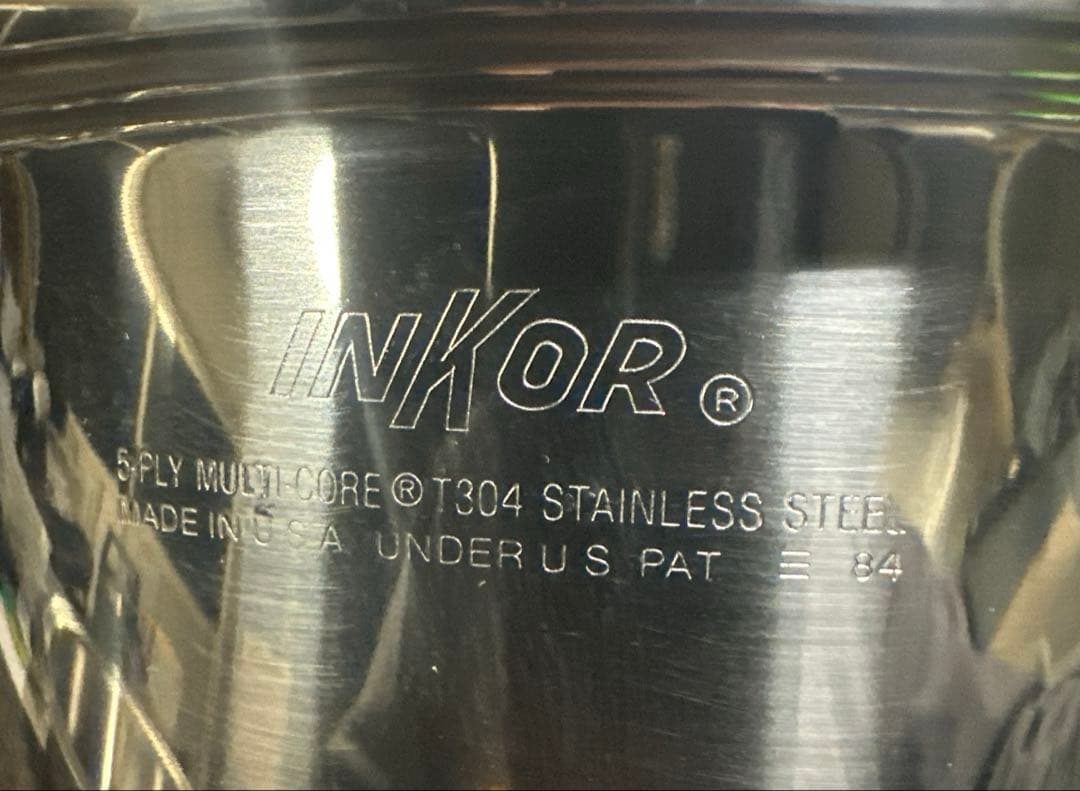 INKOR ®
5-PLY MULTI-CORE ® T304 STAINLESS STEEL
MADE IN U S A UNDER U S PAT ☰ 84